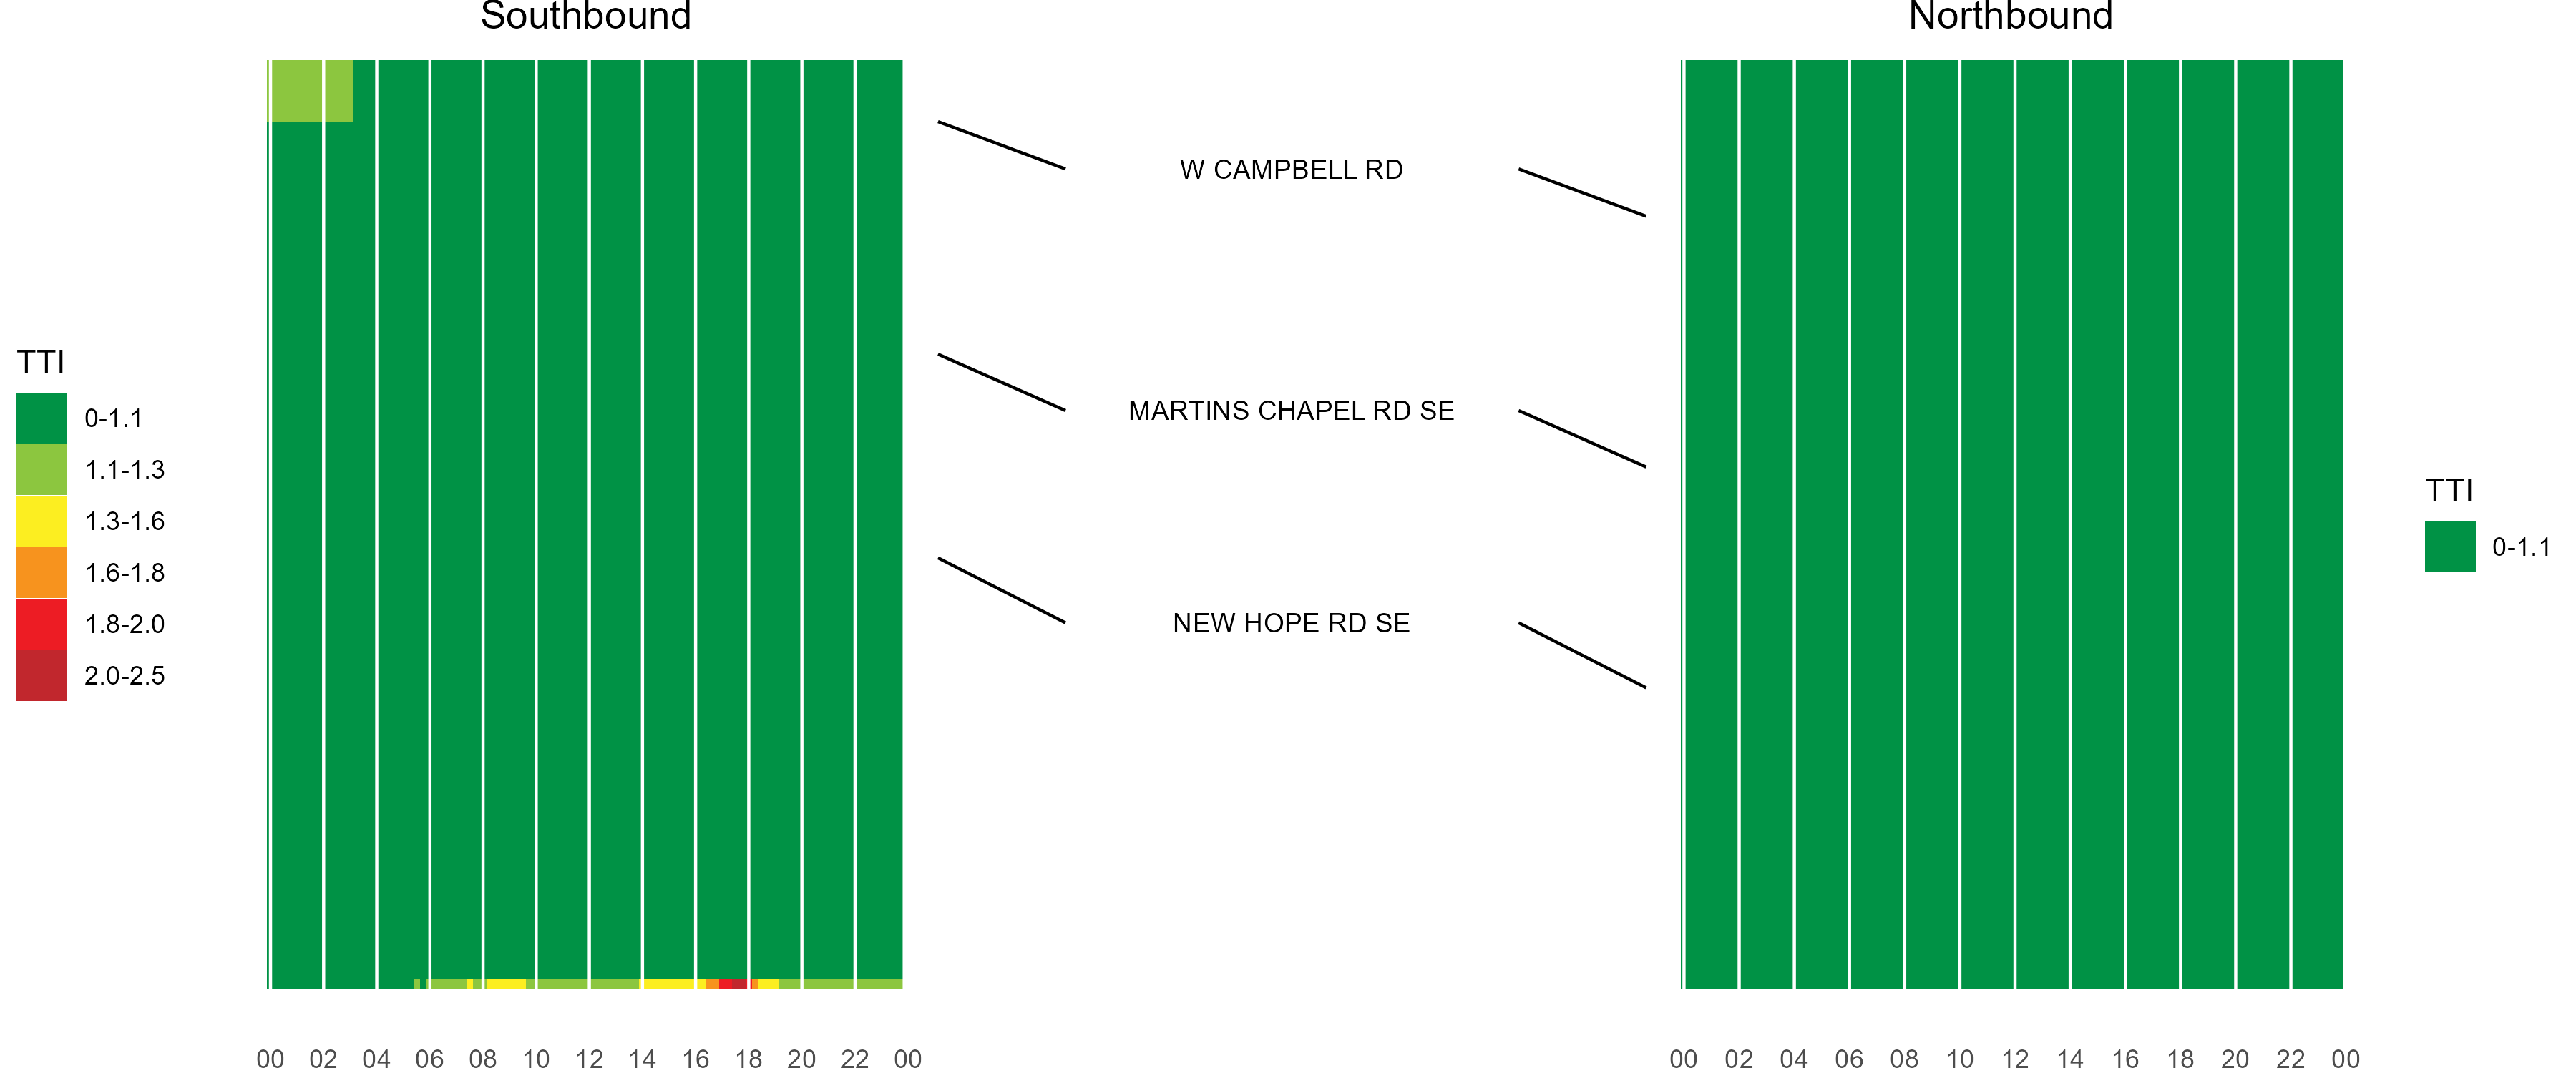 Southbound
Northbound
W CAMPBELL RD
MARTINS CHAPEL RD SE
NEW HOPE RD SE
TTI
0-1.1
1.1-1.3
1.3-1.6
1.6-1.8
1.8-2.0
2.0-2.5
TTI
0-1.1
00 02 04 06 08 10 12 14 16 18 20 22 00
00 02 04 06 08 10 12 14 16 18 20 22 00